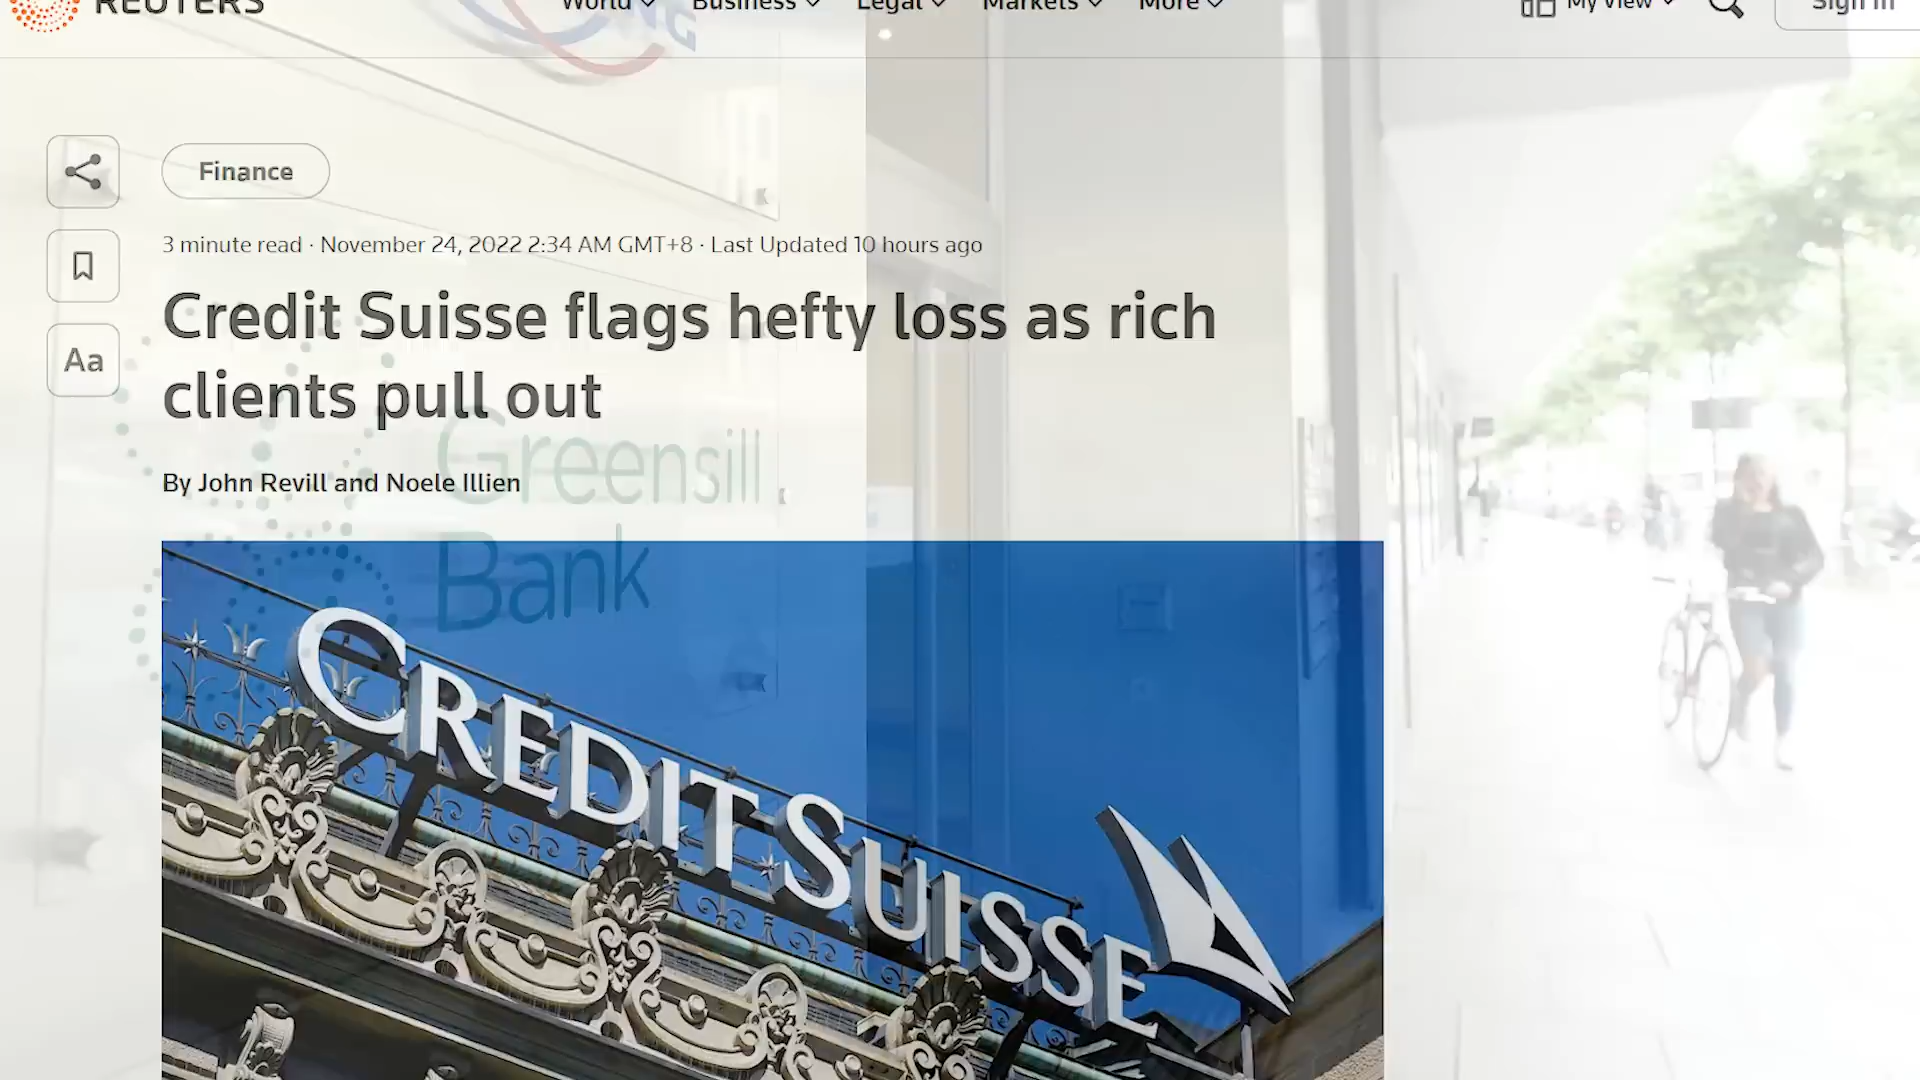 REUTERS
World
Business
Legal
Markets
More
My View
Sign In
Finance
3 minute read · November 24, 2022 2:34 AM GMT+8 · Last Updated 10 hours ago
Credit Suisse flags hefty loss as rich
clients pull out
By John Revill and Noele Illien
Aa
Greensill
Bank
CREDIT SUISSE